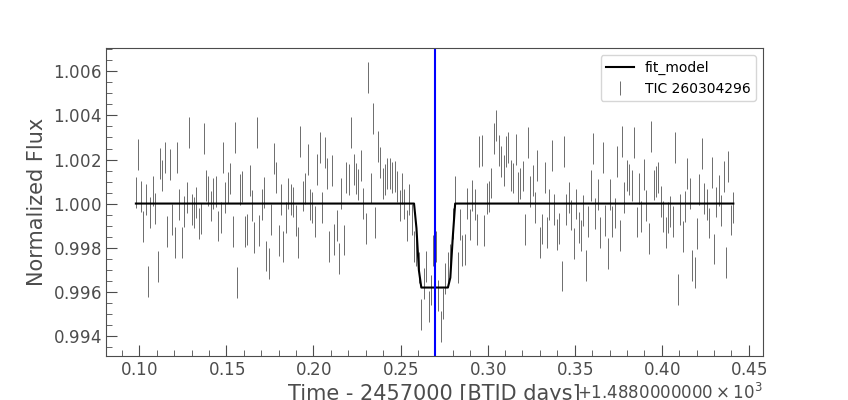 fit_model
TIC 260304296
Normalized Flux
1.006
1.004
1.002
1.000
0.998
0.996
0.994
0.10 0.15 0.20 0.25 0.30 0.35 0.40 0.45
Time - 2457000 [BTJD days]
+1.4880000000 × 10³